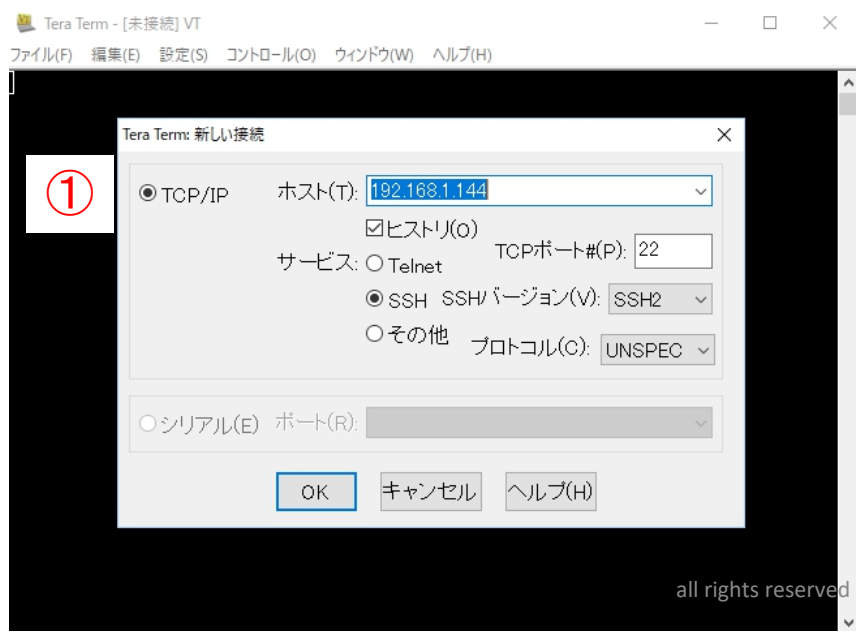 Tera Term - [未接続] VT
ファイル(F) 編集(E) 設定(S) コントロール(O) ウィンドウ(W) ヘルプ(H)
Tera Term: 新しい接続
①
TCP/IP ホスト(T): 192.168.1.144
ヒストリ(O)
サービス: Telnet TCPポート#(P): 22
SSH SSHバージョン(V): SSH2
その他 プロトコル(C): UNSPEC
シリアル(E) ポート(R):
OK キャンセル ヘルプ(H)
all rights reserved